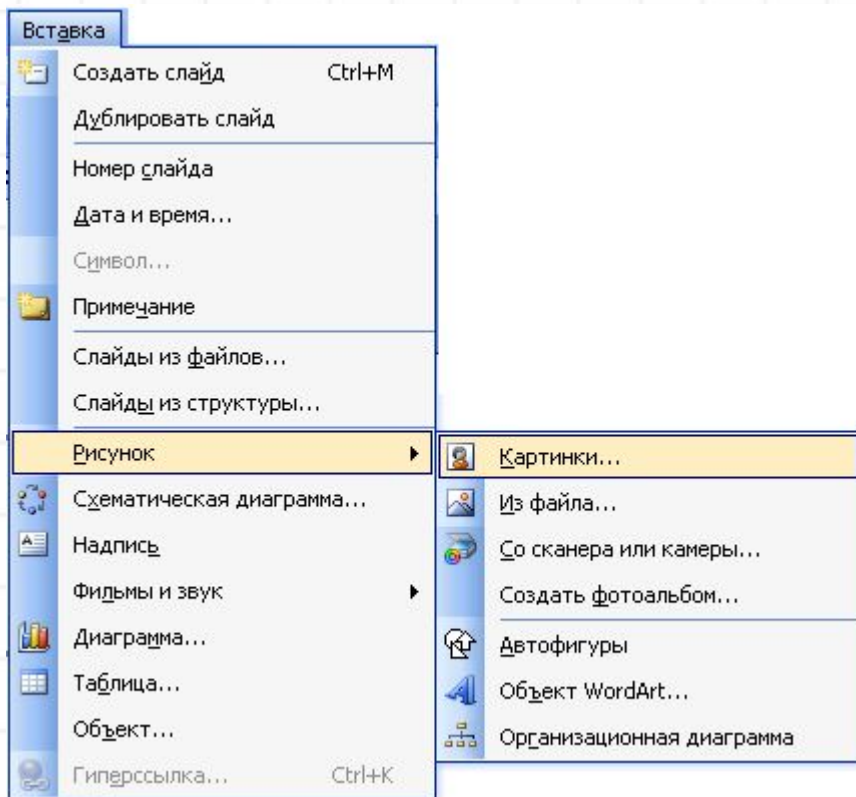 Вставка
Создать слайд Ctrl+M
Дублировать слайд
Номер слайда
Дата и время...
Символ...
Примечание
Слайды из файлов...
Слайды из структуры...
Рисунок
Схематическая диаграмма...
Надпись
Фильмы и звук
Диаграмма...
Таблица...
Объект...
Гиперссылка... Ctrl+K
Картинки...
Из файла...
Со сканера или камеры...
Создать фотоальбом...
Автофигуры
Объект WordArt...
Организационная диаграмма